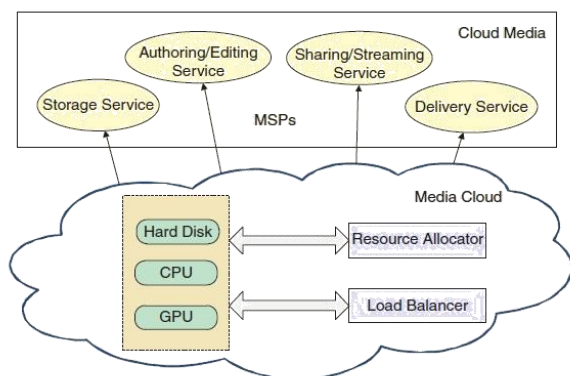 Cloud Media
Authoring/Editing
Service
Sharing/Streaming
Service
Storage Service
Delivery Service
MSPs
Media Cloud
Hard Disk
Resource Allocator
CPU
GPU
Load Balancer